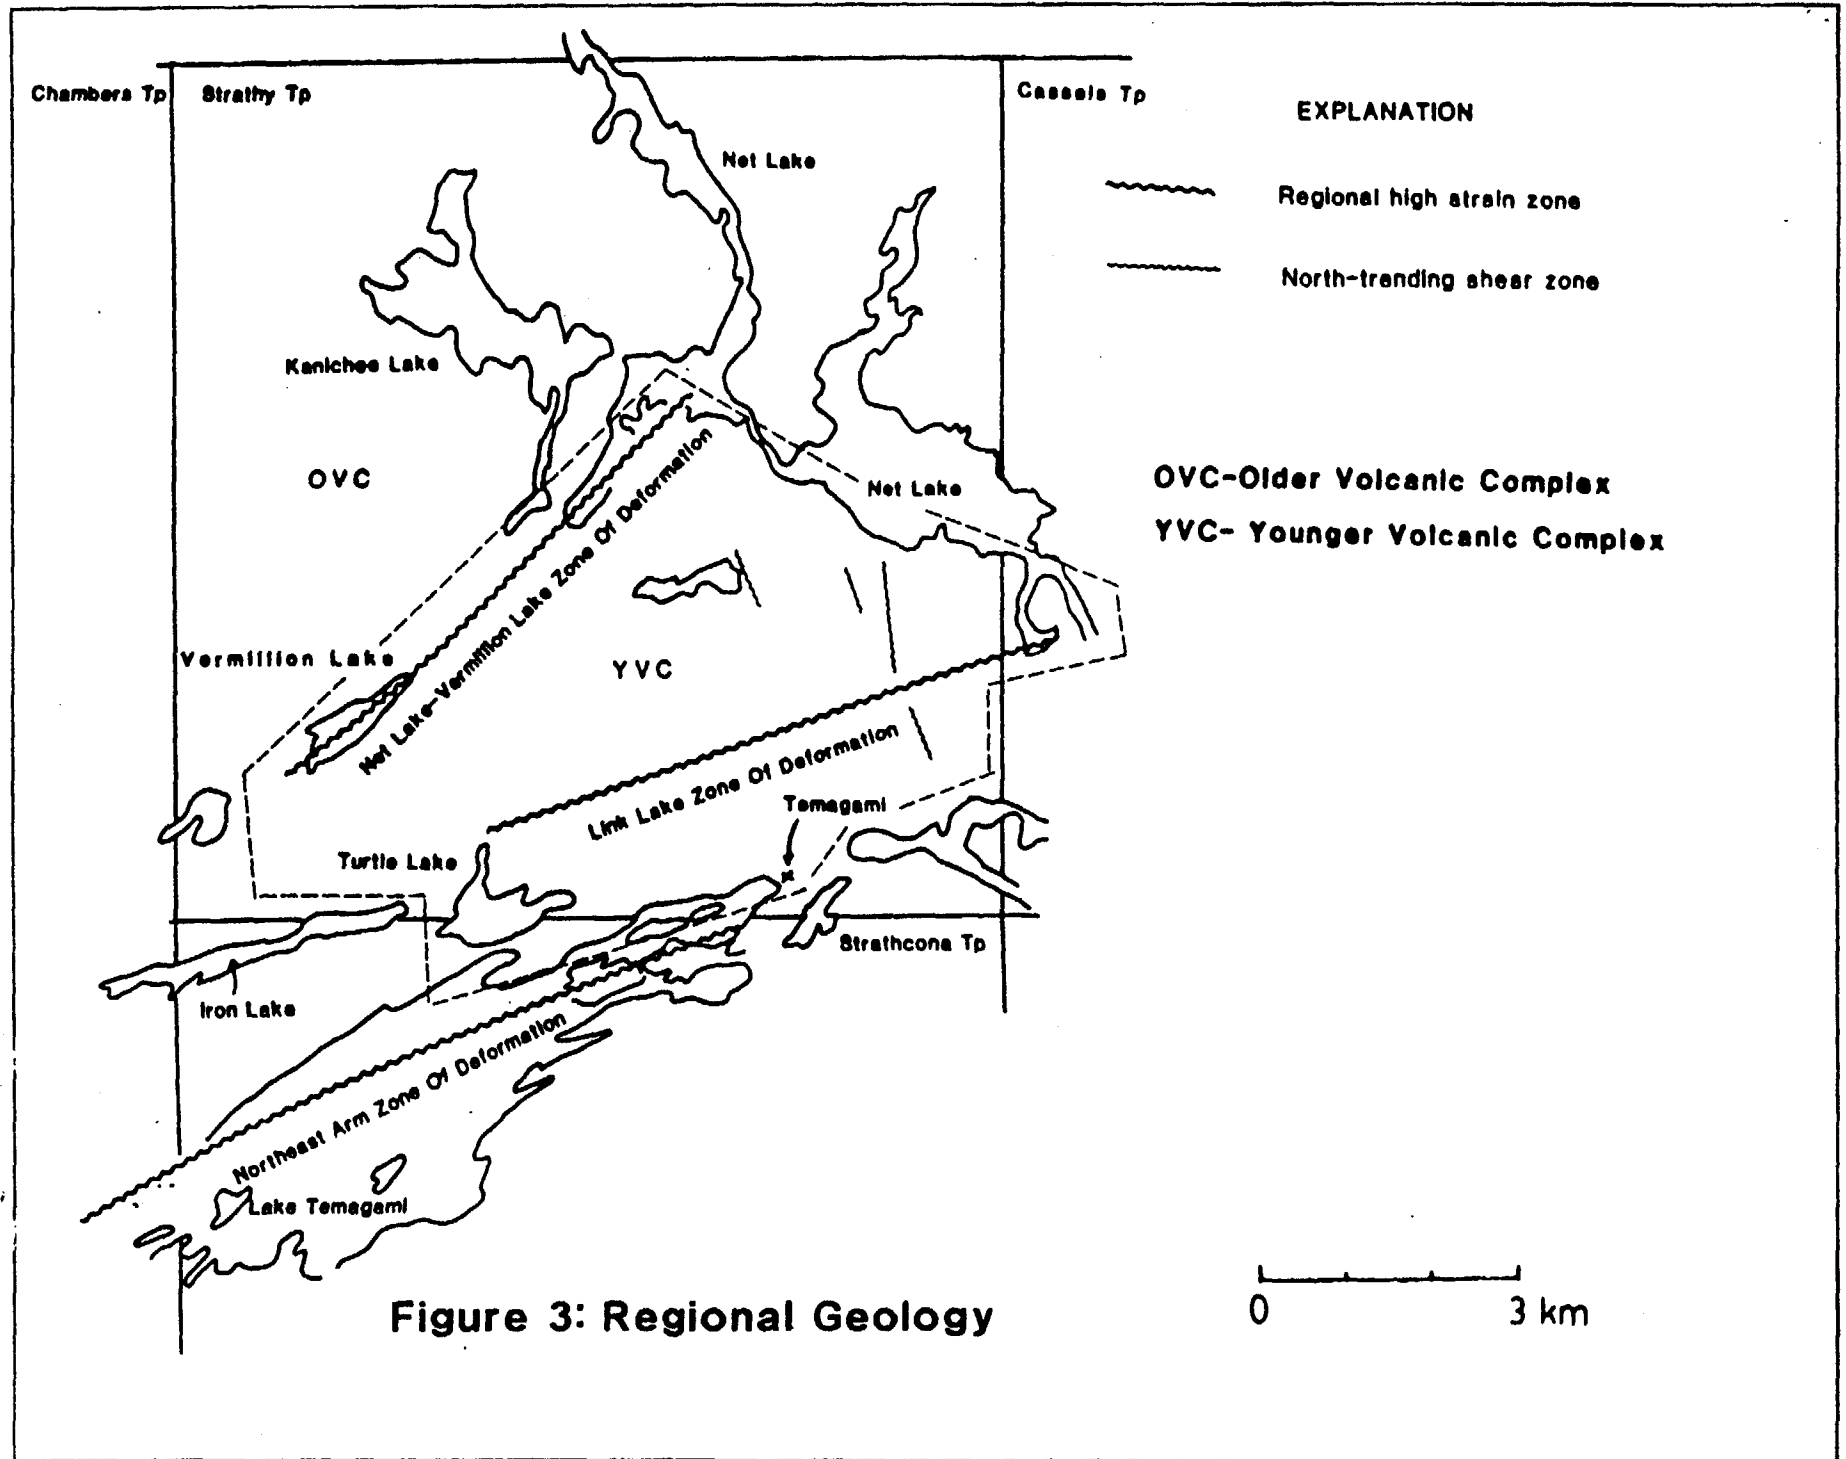 Chambers Tp
Strathy Tp
Cassels Tp
EXPLANATION
Net Lake
Regional high strain zone
North-trending shear zone
Kanichee Lake
OVC
Net Lake
OVC-Older Volcanic Complex
YVC- Younger Volcanic Complex
Net Lake-Vermillion Lake Zone Of Deformation
Vermillion Lake
YVC
Link Lake Zone Of Deformation
Temagami
Turtle Lake
x
Strathcona Tp
Iron Lake
Northeast Arm Zone Of Deformation
Lake Temagami
Figure 3: Regional Geology
0
3 km